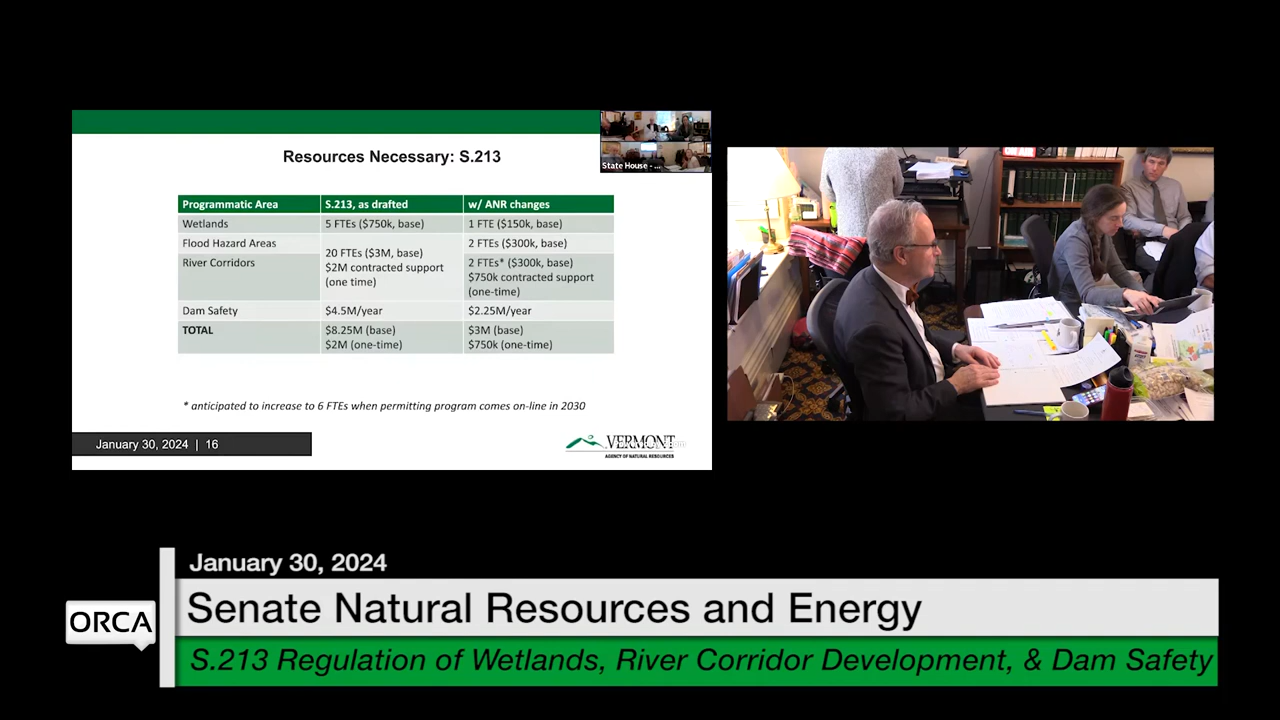 Resources Necessary: S.213
State House - ...
Programmatic Area S.213, as drafted w/ ANR changes
Wetlands 5 FTEs ($750k, base) 1 FTE ($150k, base)
Flood Hazard Areas 20 FTEs ($3M, base) $2M contracted support (one time) 2 FTEs ($300k, base)
River Corridors 2 FTEs* ($300k, base) $750k contracted support (one-time)
Dam Safety $4.5M/year $2.25M/year
TOTAL $8.25M (base) $2M (one-time) $3M (base) $750k (one-time)
* anticipated to increase to 6 FTEs when permitting program comes on-line in 2030
January 30, 2024 | 16
VERMONT
AGENCY OF NATURAL RESOURCES
January 30, 2024
ORCA
Senate Natural Resources and Energy
S.213 Regulation of Wetlands, River Corridor Development, & Dam Safety